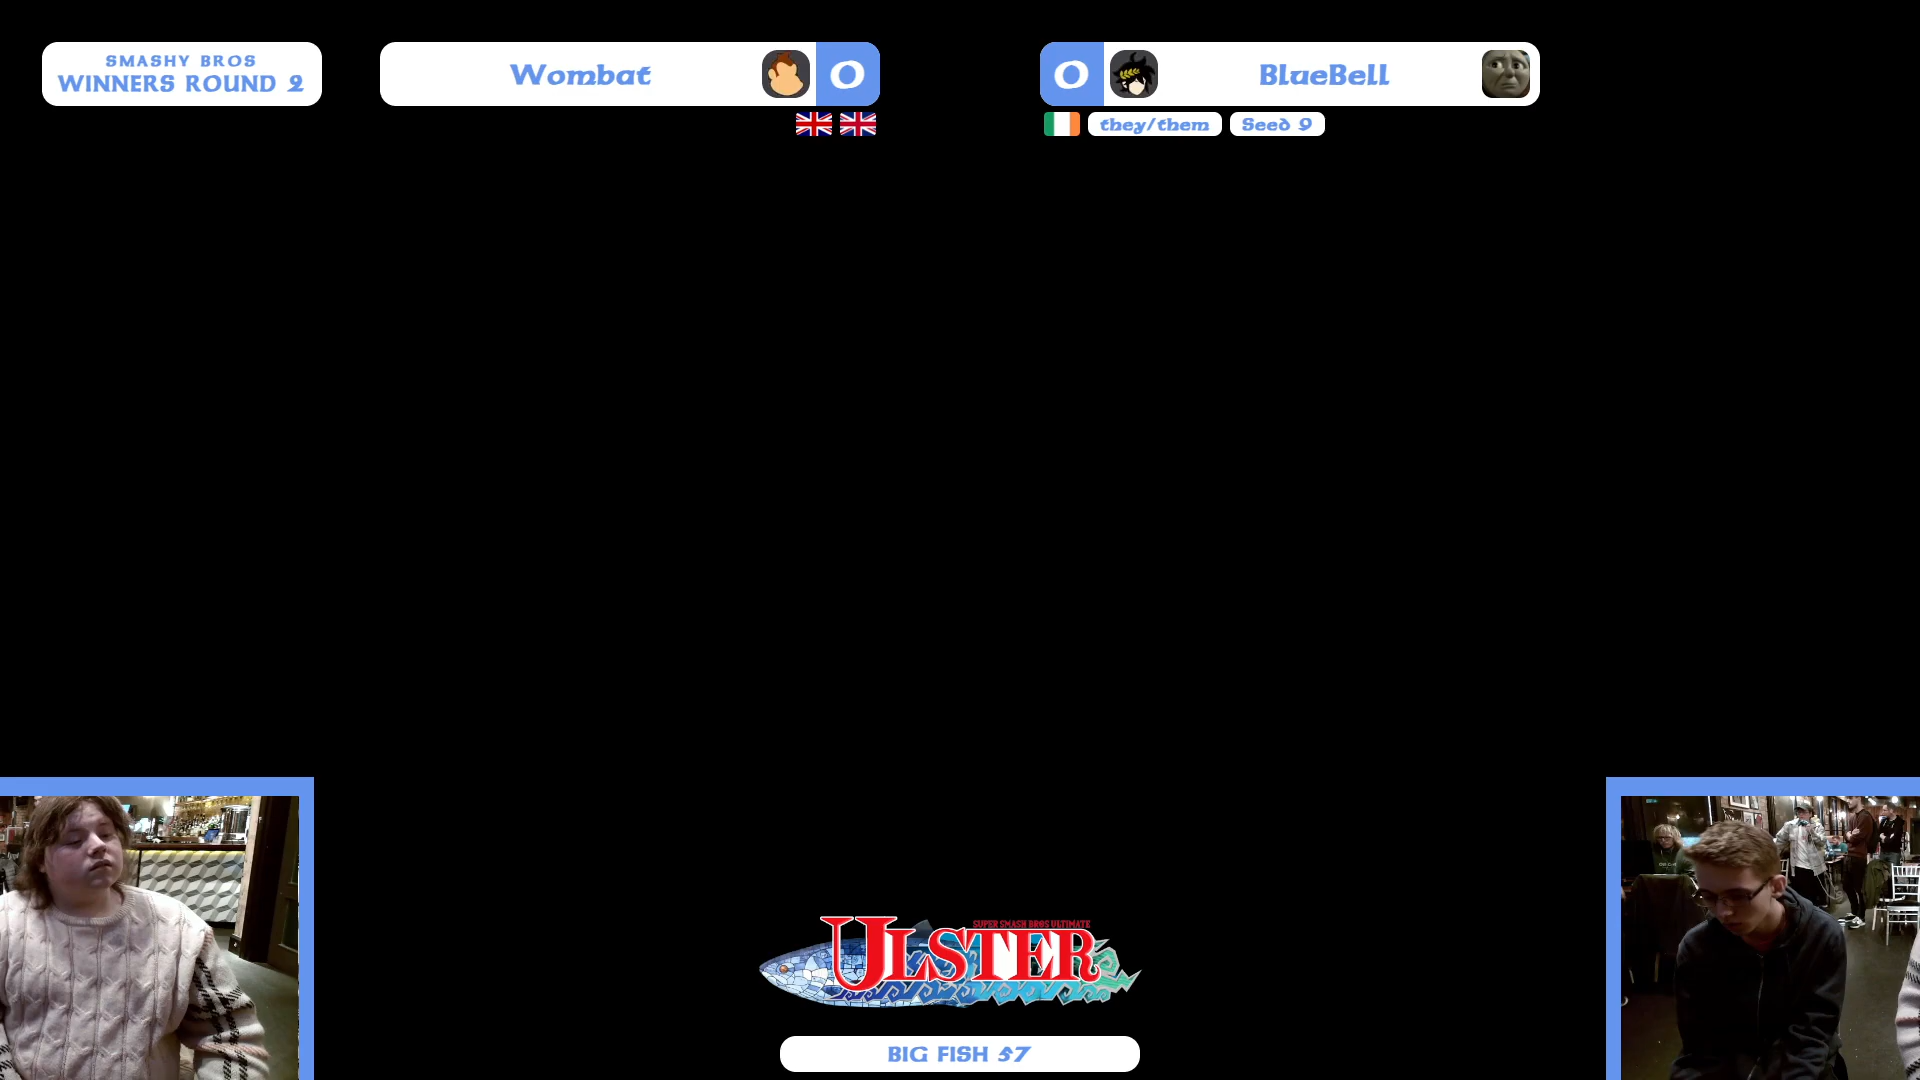 SMASHY BROS
WINNERS ROUND 2
Wombat
0
0
BlueBell
they/them
Seed 9
SUPER SMASH BROS ULTIMATE
ULSTER
BIG FISH 57